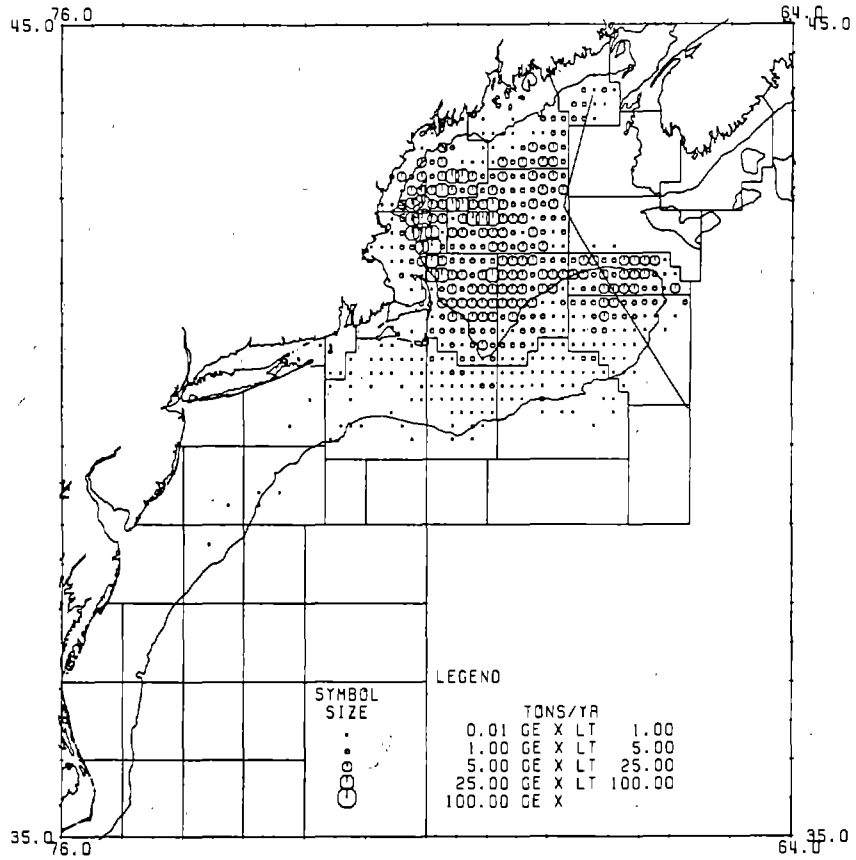 76.0 64.0
45.0 45.0
LEGEND
SYMBOL SIZE
TONS/YR
0.01 GE X LT 1.00
1.00 GE X LT 5.00
5.00 GE X LT 25.00
25.00 GE X LT 100.00
100.00 GE X
35.0 35.0
76.0 64.0